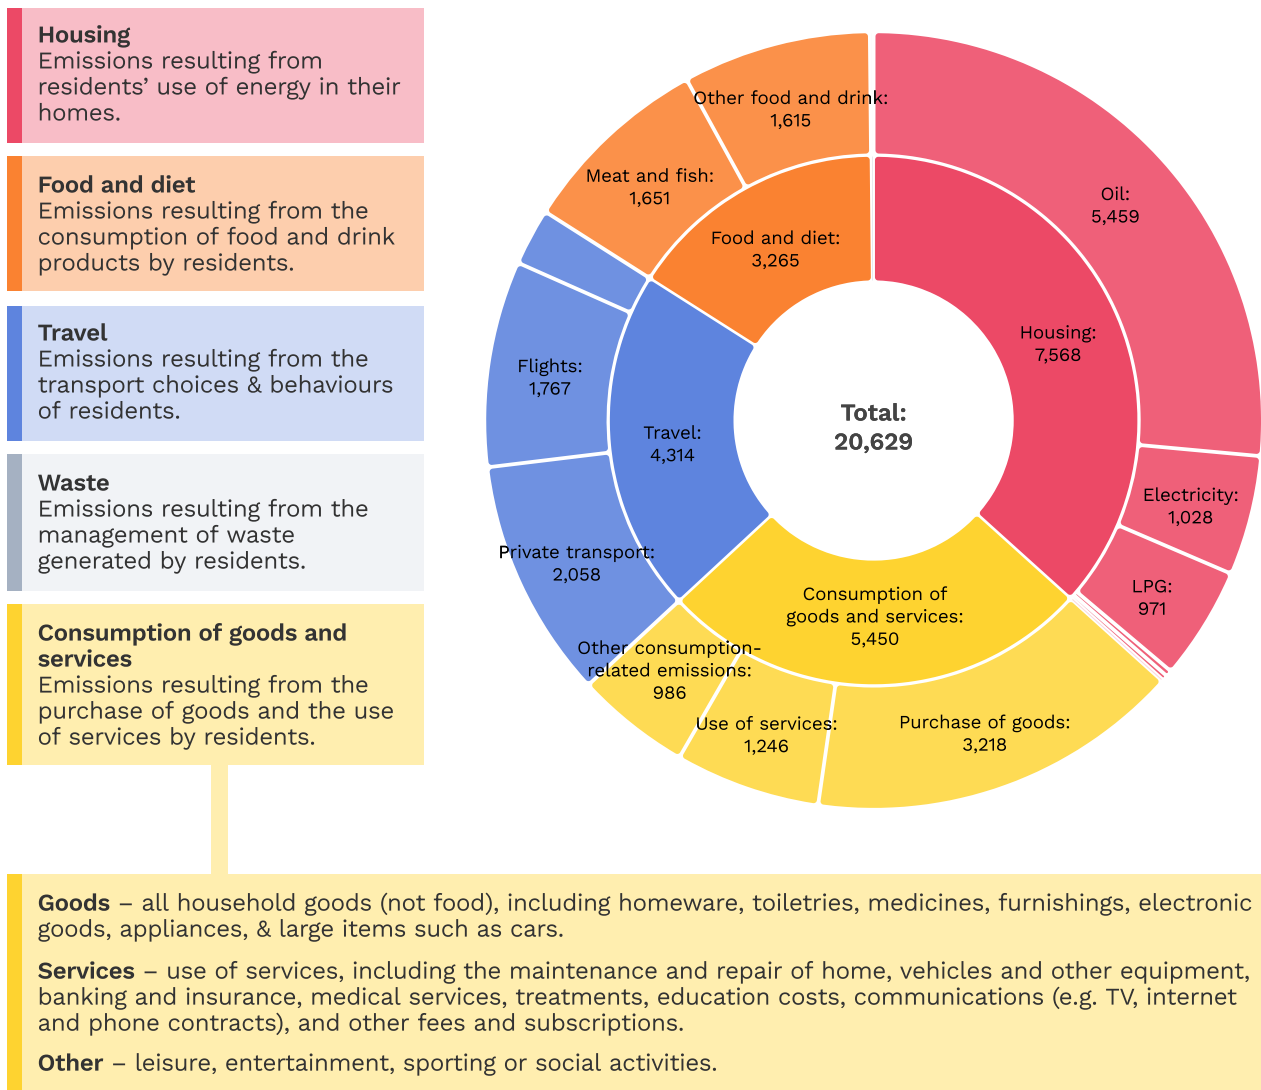 Housing
Emissions resulting from
residents’ use of energy in their
homes.
Food and diet
Emissions resulting from the
consumption of food and drink
products by residents.
Travel
Emissions resulting from the
transport choices & behaviours
of residents.
Waste
Emissions resulting from the
management of waste
generated by residents.
Consumption of goods and
services
Emissions resulting from the
purchase of goods and the use
of services by residents.
Other food and drink:
1,615
Meat and fish:
1,651
Food and diet:
3,265
Oil:
5,459
Housing:
7,568
Flights:
1,767
Travel:
4,314
Total:
20,629
Electricity:
1,028
LPG:
971
Private transport:
2,058
Consumption of
goods and services:
5,450
Other consumption-
related emissions:
986
Use of services:
1,246
Purchase of goods:
3,218
Goods – all household goods (not food), including homeware, toiletries, medicines, furnishings, electronic
goods, appliances, & large items such as cars.
Services – use of services, including the maintenance and repair of home, vehicles and other equipment,
banking and insurance, medical services, treatments, education costs, communications (e.g. TV, internet
and phone contracts), and other fees and subscriptions.
Other – leisure, entertainment, sporting or social activities.